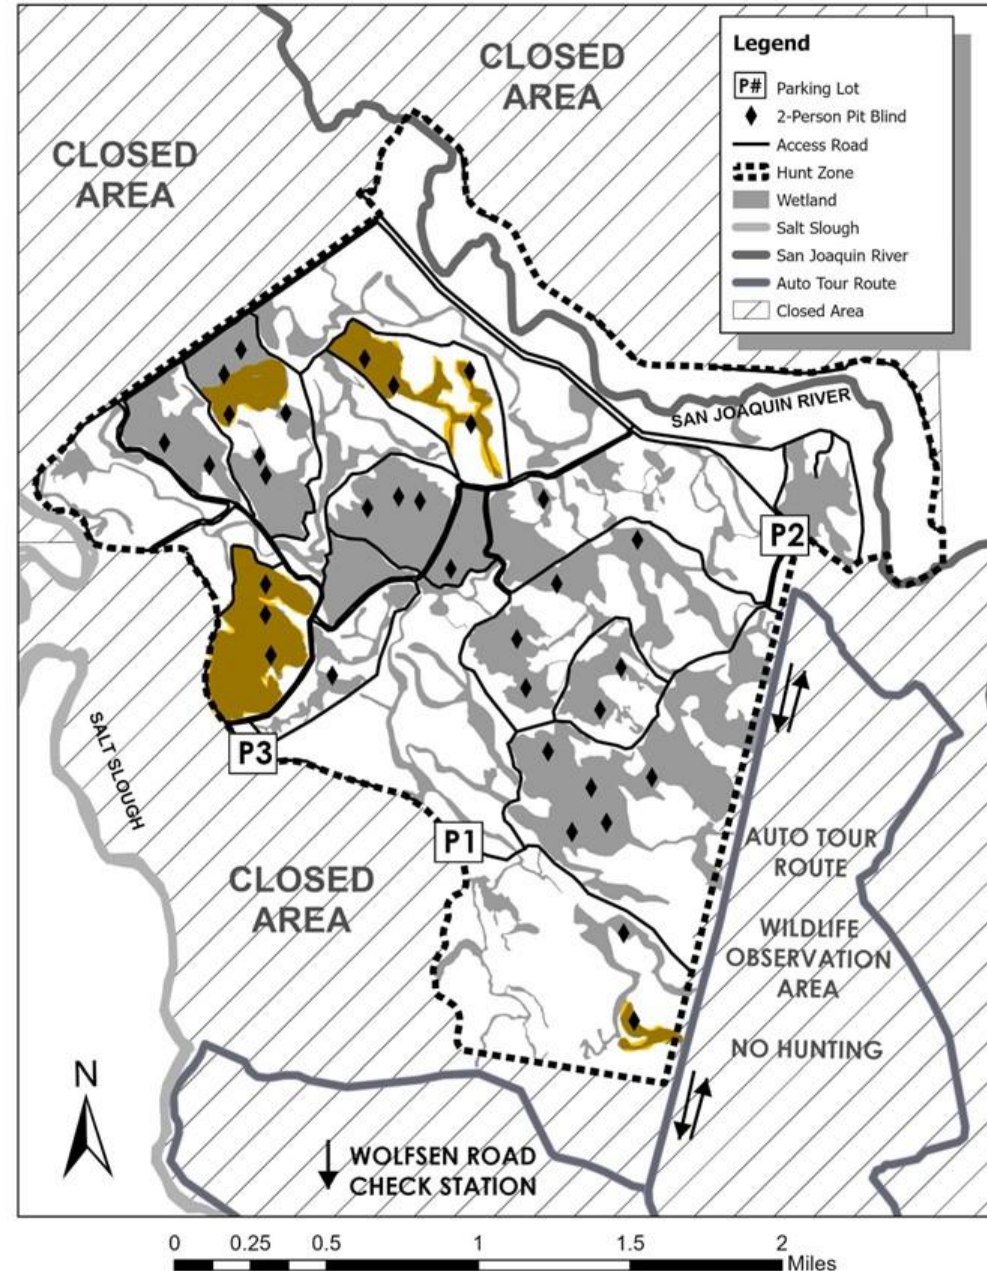 CLOSED
AREA
CLOSED
AREA
Legend
P# Parking Lot
2-Person Pit Blind
Access Road
Hunt Zone
Wetland
Salt Slough
San Joaquin River
Auto Tour Route
Closed Area
SAN JOAQUIN RIVER
P2
P3
SALT SLOUGH
P1
CLOSED
AREA
AUTO TOUR
ROUTE
WILDLIFE
OBSERVATION
AREA
NO HUNTING
N
WOLFSEN ROAD
CHECK STATION
0 0.25 0.5 1 1.5 2
Miles